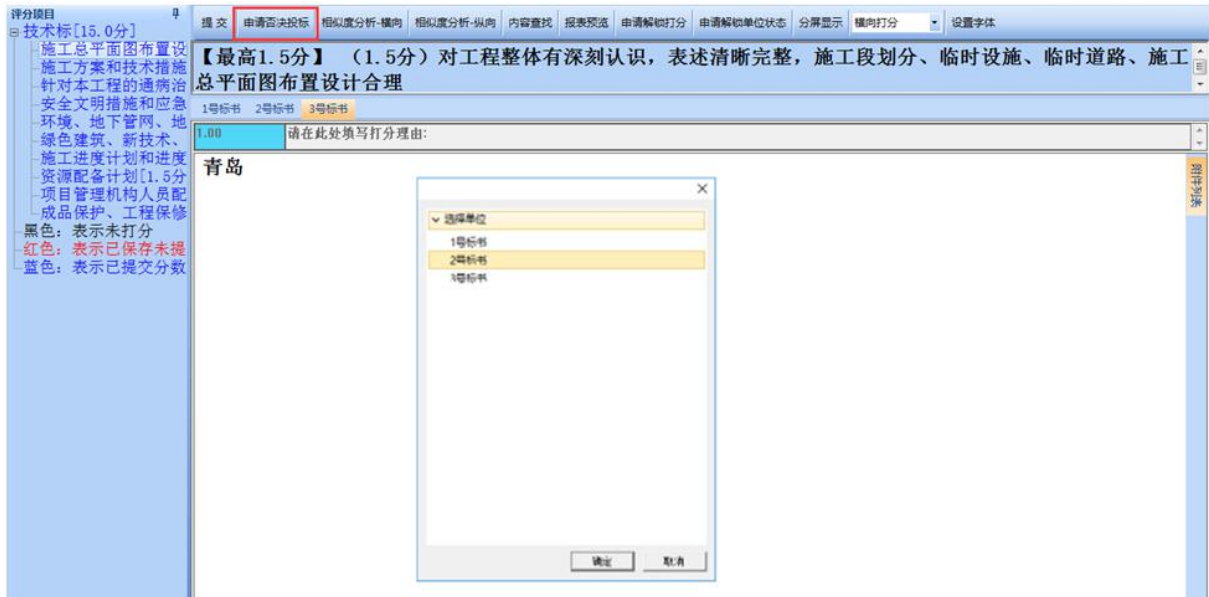 评分项目
技术标[15.0分]
施工总平面图布置设
施工方案和技术措施
针对本工程的通病治
安全文明措施和应急
环境、地下管网、地
绿色建筑、新技术、
施工进度计划和进度
资源配备计划[1.5分
项目管理机构人员配
成品保护、工程保修
黑色：表示未打分
红色：表示已保存未提
蓝色：表示已提交分数
提 交 申请否决投标 相似度分析-横向 相似度分析-纵向 内容查找 报表预览 申请解锁打分 申请解锁单位状态 分屏显示 横向打分 设置字体
【最高1.5分】 （1.5分）对工程整体有深刻认识，表述清晰完整，施工段划分、临时设施、临时道路、施工
总平面图布置设计合理
1号标书 2号标书 3号标书
1.00 请在此处填写打分理由:
青岛
附件列表
选择单位
1号标书
2号标书
3号标书
确定 取消